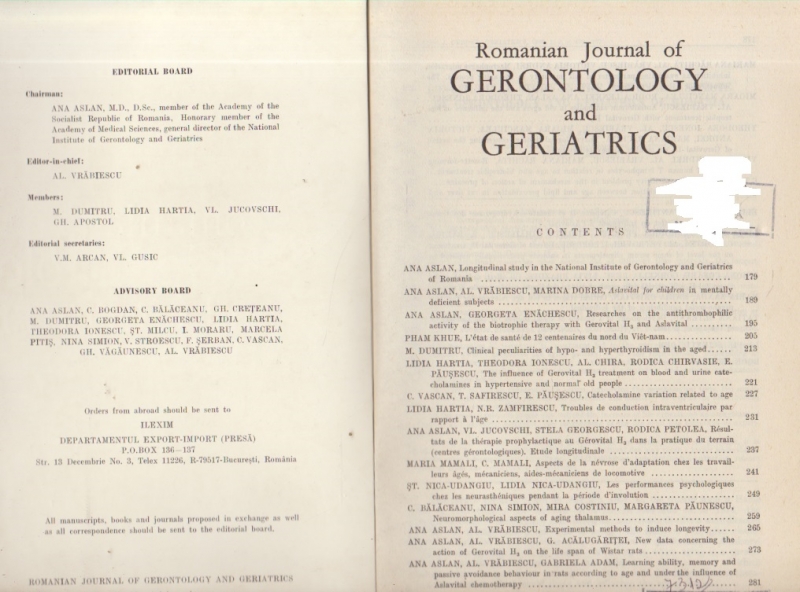 EDITORIAL BOARD
Chairman:
ANA ASLAN, M.D., D.Sc., member of the Academy of the
Socialist Republic of Romania, Honorary member of the
Academy of Medical Sciences, general director of the National
Institute of Gerontology and Geriatrics
Editor-in-chief:
AL. VRĂBIESCU
Members:
M. DUMITRU, LIDIA HARTIA, VL. JUCOVSCHI,
GH. APOSTOL
Editorial secretaries:
V.M. ARCAN, VL. GUSIC
ADVISORY BOARD
ANA ASLAN, C. BOGDAN, C. BĂLĂCEANU, GH. CREŢEANU,
M. DUMITRU, GEORGETA ENĂCHESCU, LIDIA HARTIA,
THEODORA IONESCU, ŞT. MILCU, I. MORARU, MARCELA
PITIŞ, NINA SIMION, V. STROESCU, F. ŞERBAN, C. VASCAN,
GH. VĂGĂUNESCU, AL. VRĂBIESCU
Orders from abroad should be sent to
ILEXIM
DEPARTAMENTUL EXPORT-IMPORT (PRESĂ)
P.O.BOX 136—137
Str. 13 Decembrie No. 3, Telex 11226, R-79517-Bucureşti, România
All manuscripts, books and journals proposed in exchange as well
as all correspondence should be sent to the editorial board.
ROMANIAN JOURNAL OF GERONTOLOGY AND GERIATRICS
Romanian Journal of
GERONTOLOGY
and
GERIATRICS
CONTENTS
ANA ASLAN, Longitudinal study in the National Institute of Gerontology and Geriatrics
of Romania ........ 179
ANA ASLAN, AL. VRĂBIESCU, MARINA DOBRE, Aslavital for children in mentally
deficient subjects ........ 189
ANA ASLAN, GEORGETA ENĂCHESCU, Researches on the antithrombophilic
activity of the biotrophic therapy with Gerovital H3 and Aslavital ........ 195
PHAM KHUE, L'état de santé de 12 centenaires du nord du Viêt-nam ........ 205
M. DUMITRU, Clinical peculiarities of hypo- and hyperthyroidism in the aged ...... 213
LIDIA HARTIA, THEODORA IONESCU, AL. CHIRA, RODICA CHIRVASIE, E.
PĂUŞESCU, The influence of Gerovital H3 treatment on blood and urine cate-
cholamines in hypertensive and normal old people ........ 221
C. VASCAN, T. SAFIRESCU, E. PĂUŞESCU, Catecholamine variation related to age 227
LIDIA HARTIA, N.R. ZAMFIRESCU, Troubles de conduction intraventriculaire par
rapport à l'âge ........ 231
ANA ASLAN, VL. JUCOVSCHI, STELA GEORGESCU, RODICA PETOLEA, Résul-
tats de la thérapie prophylactique au Gérovital H3 dans la pratique du terrain
(centres gérontologiques). Etude longitudinale ........ 237
MARIA MAMALI, C. MAMALI, Aspects de la névrose d'adaptation chez les travail-
leurs âgés, mécaniciens, aides-mécaniciens de locomotive ........ 241
ŞT. NICA-UDANGIU, LIDIA NICA-UDANGIU, Les performances psychologiques
chez les neurasthéniques pendant la période d'involution ........ 249
C. BĂLĂCEANU, NINA SIMION, MIRA COSTINIU, MARGARETA PĂUNESCU,
Neuromorphological aspects of aging thalamus ........ 259
ANA ASLAN, AL. VRĂBIESCU, Experimental methods to induce longevity ...... 265
ANA ASLAN, AL. VRĂBIESCU, G. ACĂLUGĂRIŢEI, New data concerning the
action of Gerovital H3 on the life span of Wistar rats ........ 273
ANA ASLAN, AL. VRĂBIESCU, GABRIELA ADAM, Learning ability, memory and
passive avoidance behaviour in rats according to age and under the influence of
Aslavital chemotherapy ........ 281